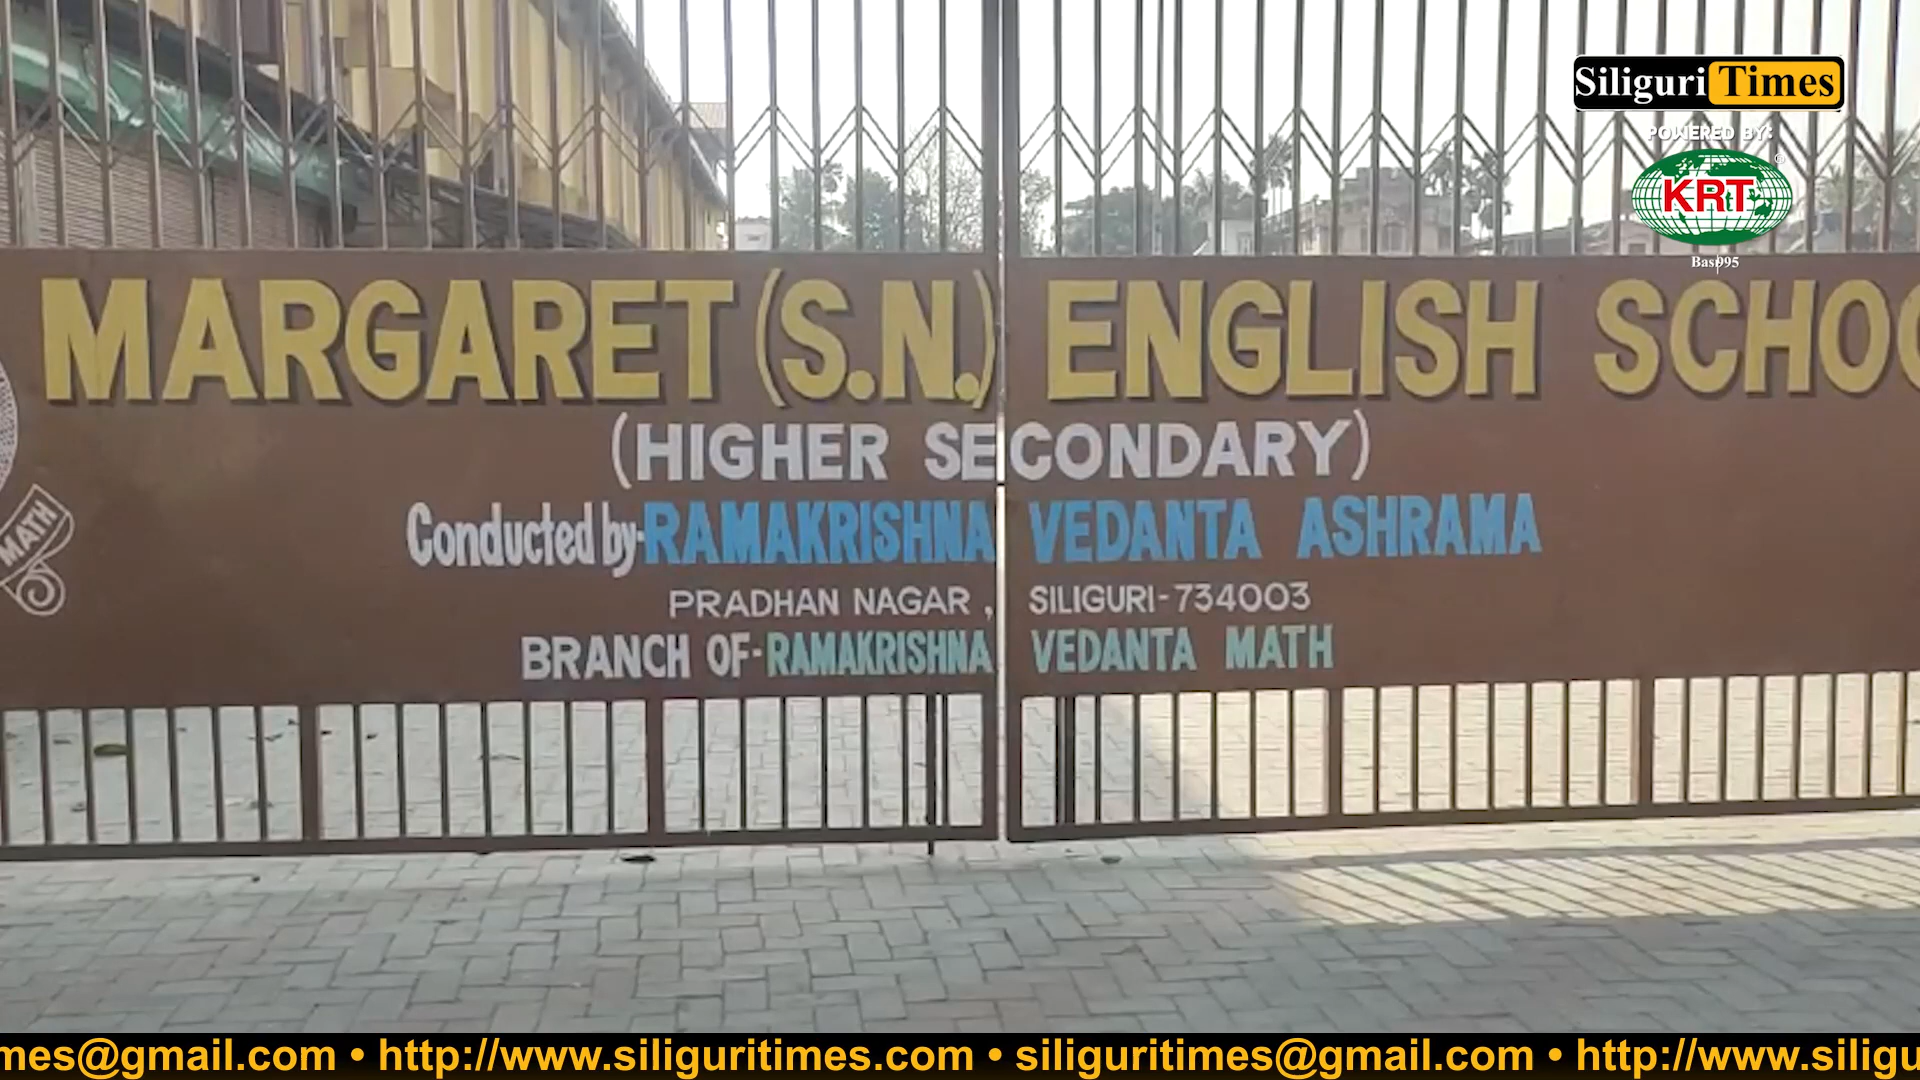 Siliguri Times
POWERED BY:
KRT
MARGARET (S.N.) ENGLISH SCHOO
(HIGHER SECONDARY)
Conducted by-RAMAKRISHNA VEDANTA ASHRAMA
PRADHAN NAGAR, SILIGURI-734003
BRANCH OF-RAMAKRISHNA VEDANTA MATH
MATH
mes@gmail.com • http://www.siliguritimes.com • siliguritimes@gmail.com • http://www.siligu